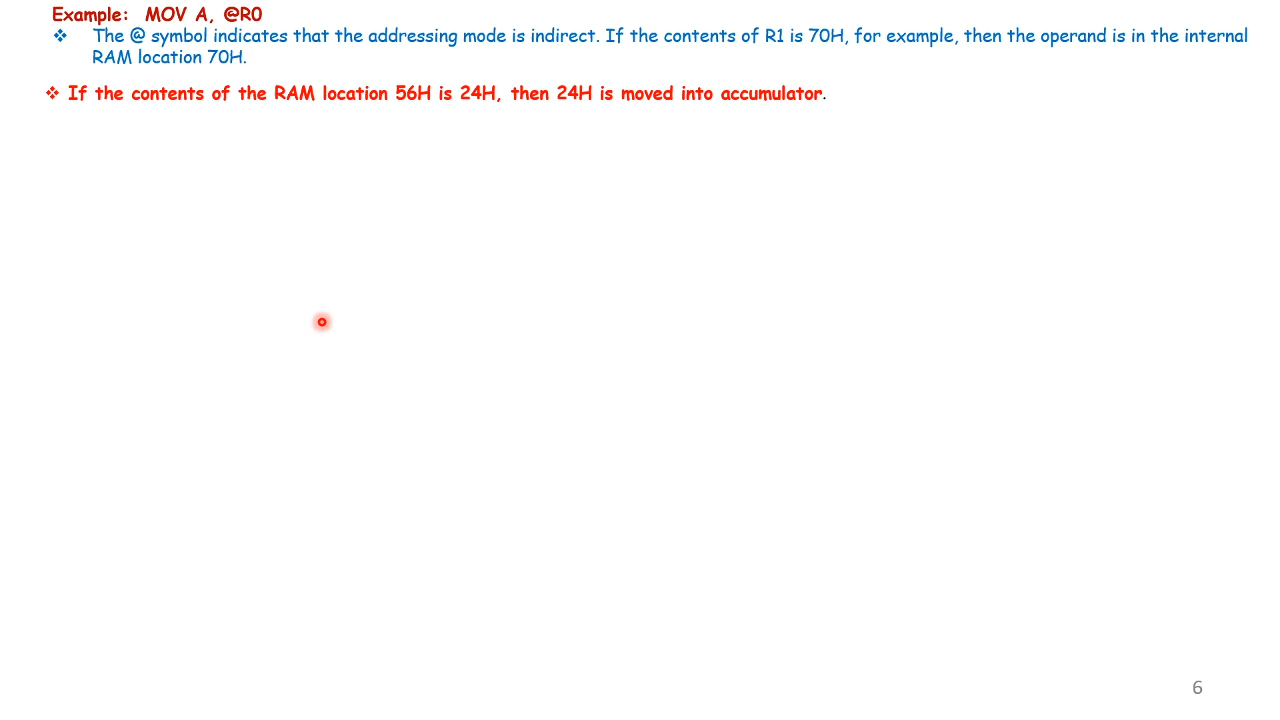 Example: MOV A, @R0
❖ The @ symbol indicates that the addressing mode is indirect. If the contents of R1 is 70H, for example, then the operand is in the internal
RAM location 70H.
❖ If the contents of the RAM location 56H is 24H, then 24H is moved into accumulator.
6